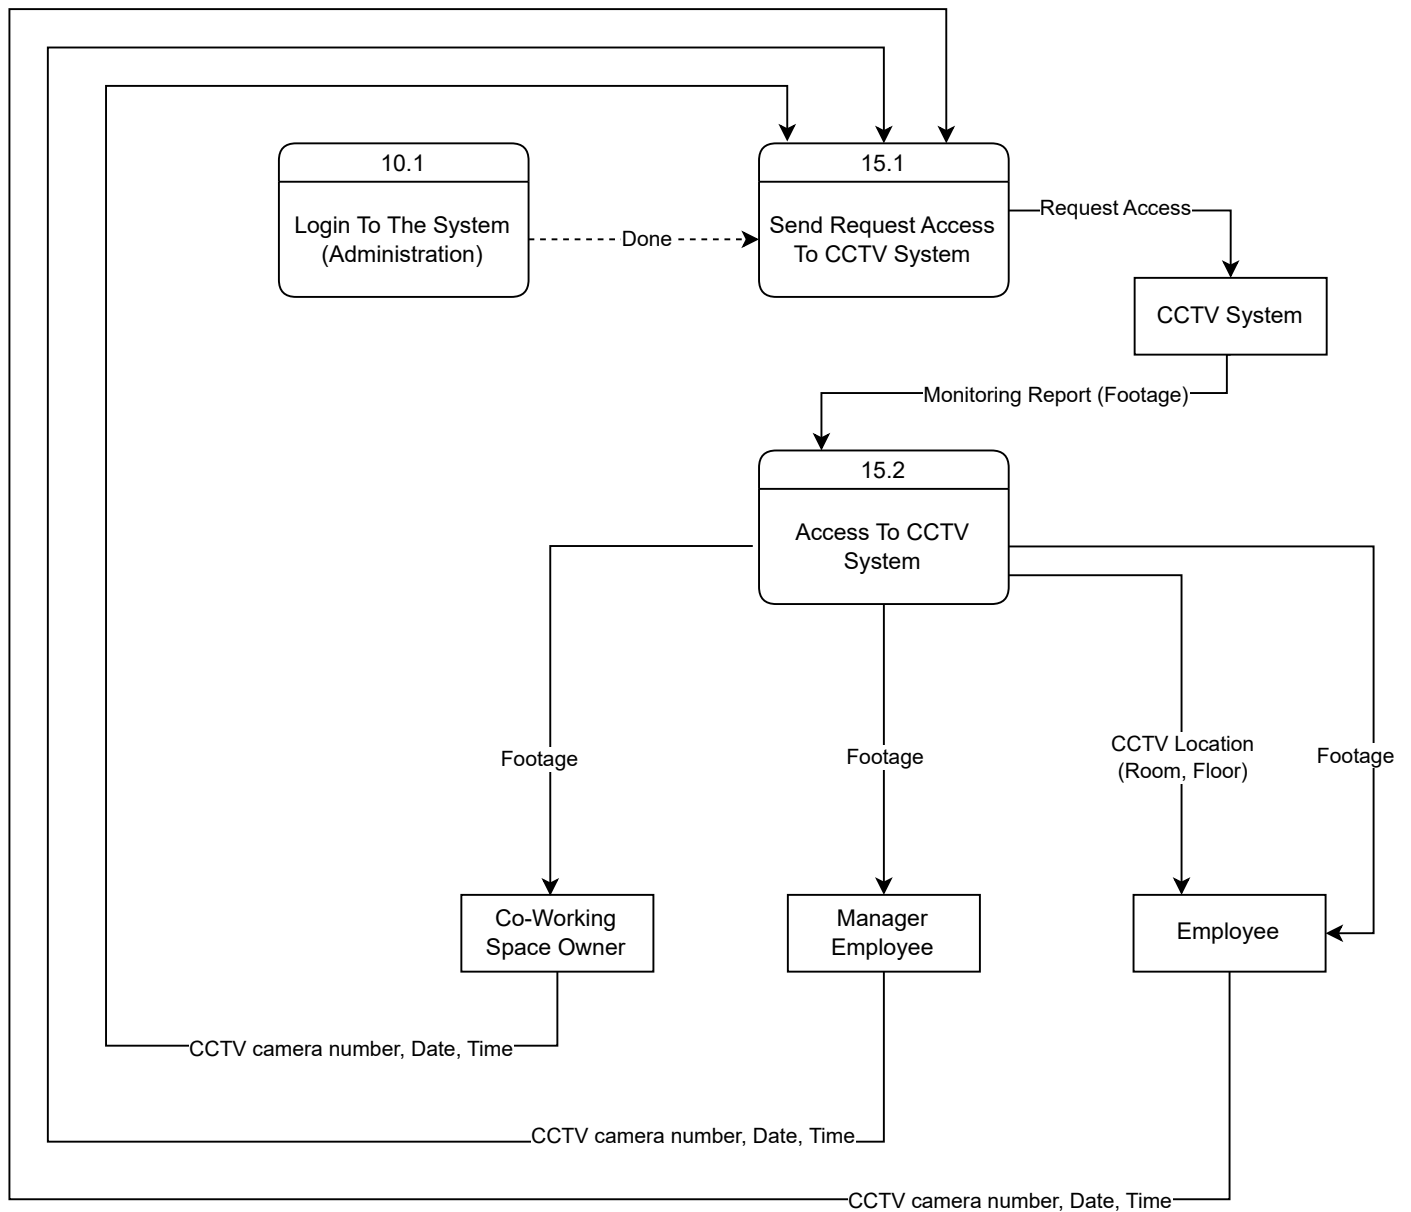 10.1
15.1
Login To The System
(Administration)
Done
Send Request Access
To CCTV System
Request Access
CCTV System
Monitoring Report (Footage)
15.2
Access To CCTV
System
Footage
Footage
CCTV Location
(Room, Floor)
Footage
Co-Working
Space Owner
Manager
Employee
Employee
CCTV camera number, Date, Time
CCTV camera number, Date, Time
CCTV camera number, Date, Time